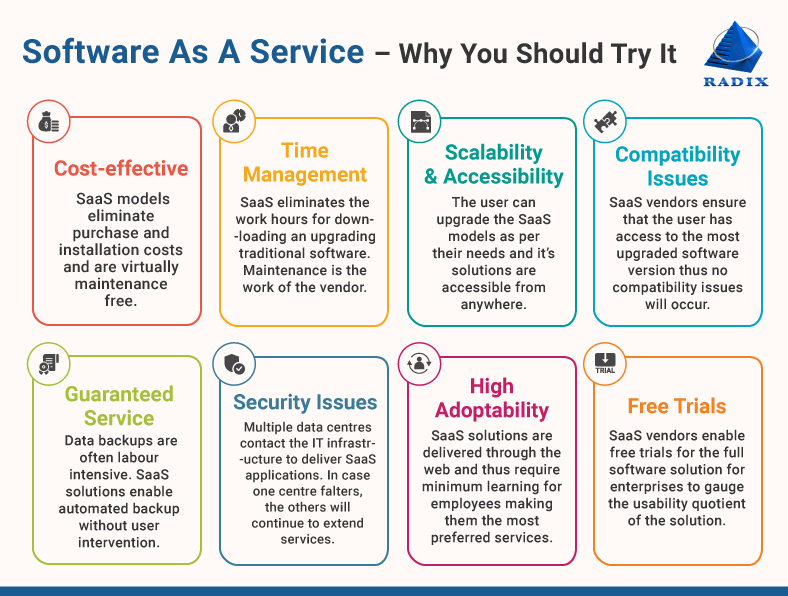 Software As A Service – Why You Should Try It
RADIX
Cost-effective
SaaS models
eliminate
purchase and
installation costs
and are virtually
maintenance
free.
Time
Management
SaaS eliminates the
work hours for down-
-loading an upgrading
traditional software.
Maintenance is the
work of the vendor.
Scalability
& Accessibility
The user can
upgrade the SaaS
models as per
their needs and it's
solutions are
accessible from
anywhere.
Compatibility
Issues
SaaS vendors ensure
that the user has
access to the most
upgraded software
version thus no
compatibility issues
will occur.
Guaranteed
Service
Data backups are
often labour
intensive. SaaS
solutions enable
automated backup
without user
intervention.
Security Issues
Multiple data centres
contact the IT infrastr-
-ucture to deliver SaaS
applications. In case
one centre falters,
the others will
continue to extend
services.
High
Adoptability
SaaS solutions are
delivered through the
web and thus require
minimum learning for
employees making
them the most
preferred services.
TRIAL
Free Trials
SaaS vendors enable
free trials for the full
software solution for
enterprises to gauge
the usability quotient
of the solution.